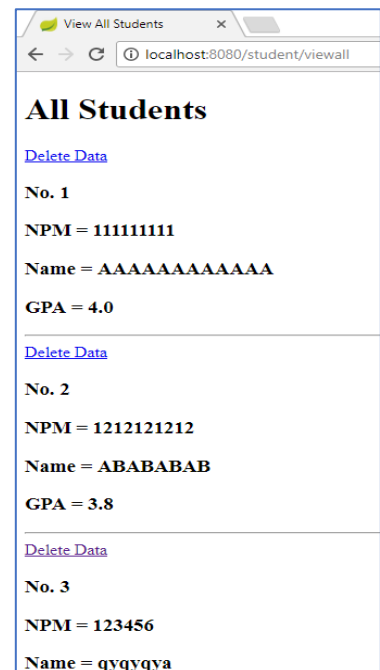 View All Students
localhost:8080/student/viewall
All Students
Delete Data
No. 1
NPM = 111111111
Name = AAAAAAAAAAAA
GPA = 4.0
Delete Data
No. 2
NPM = 1212121212
Name = ABABABAB
GPA = 3.8
Delete Data
No. 3
NPM = 123456
Name =